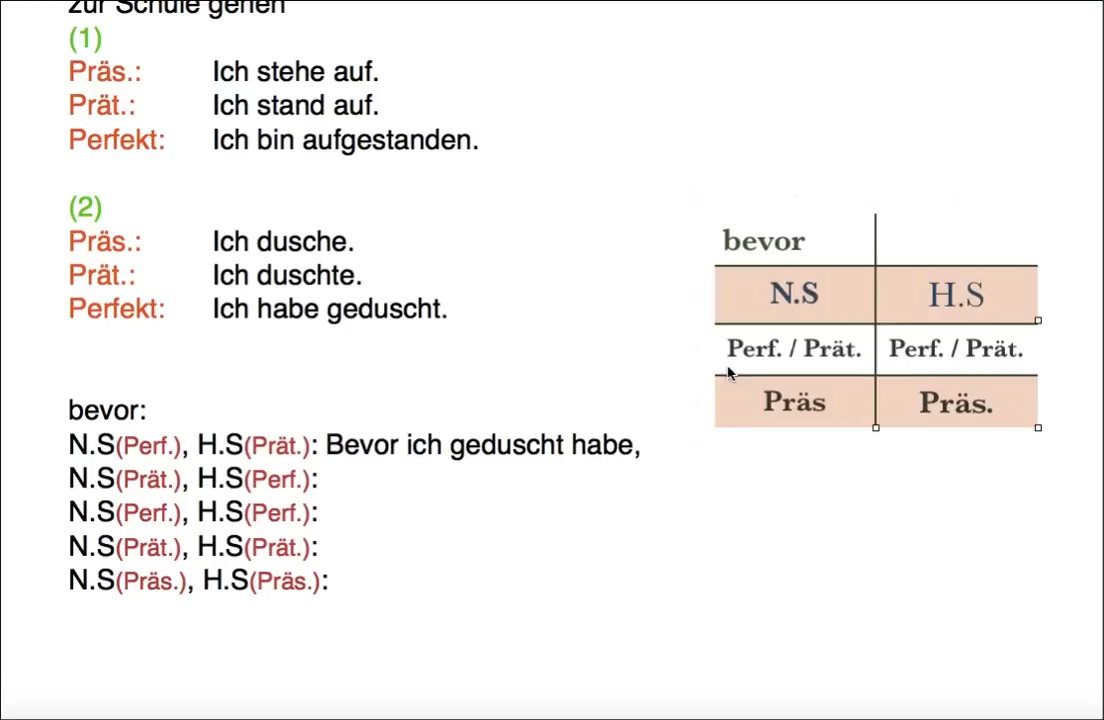 zur Schule gehen
(1)
Präs.: Ich stehe auf.
Prät.: Ich stand auf.
Perfekt: Ich bin aufgestanden.
(2)
Präs.: Ich dusche.
Prät.: Ich duschte.
Perfekt: Ich habe geduscht.
bevor:
N.S(Perf.), H.S(Prät.): Bevor ich geduscht habe,
N.S(Prät.), H.S(Perf.):
N.S(Perf.), H.S(Perf.):
N.S(Prät.), H.S(Prät.):
N.S(Präs.), H.S(Präs.):
bevor
N.S H.S
Perf. / Prät. Perf. / Prät.
Präs Präs.